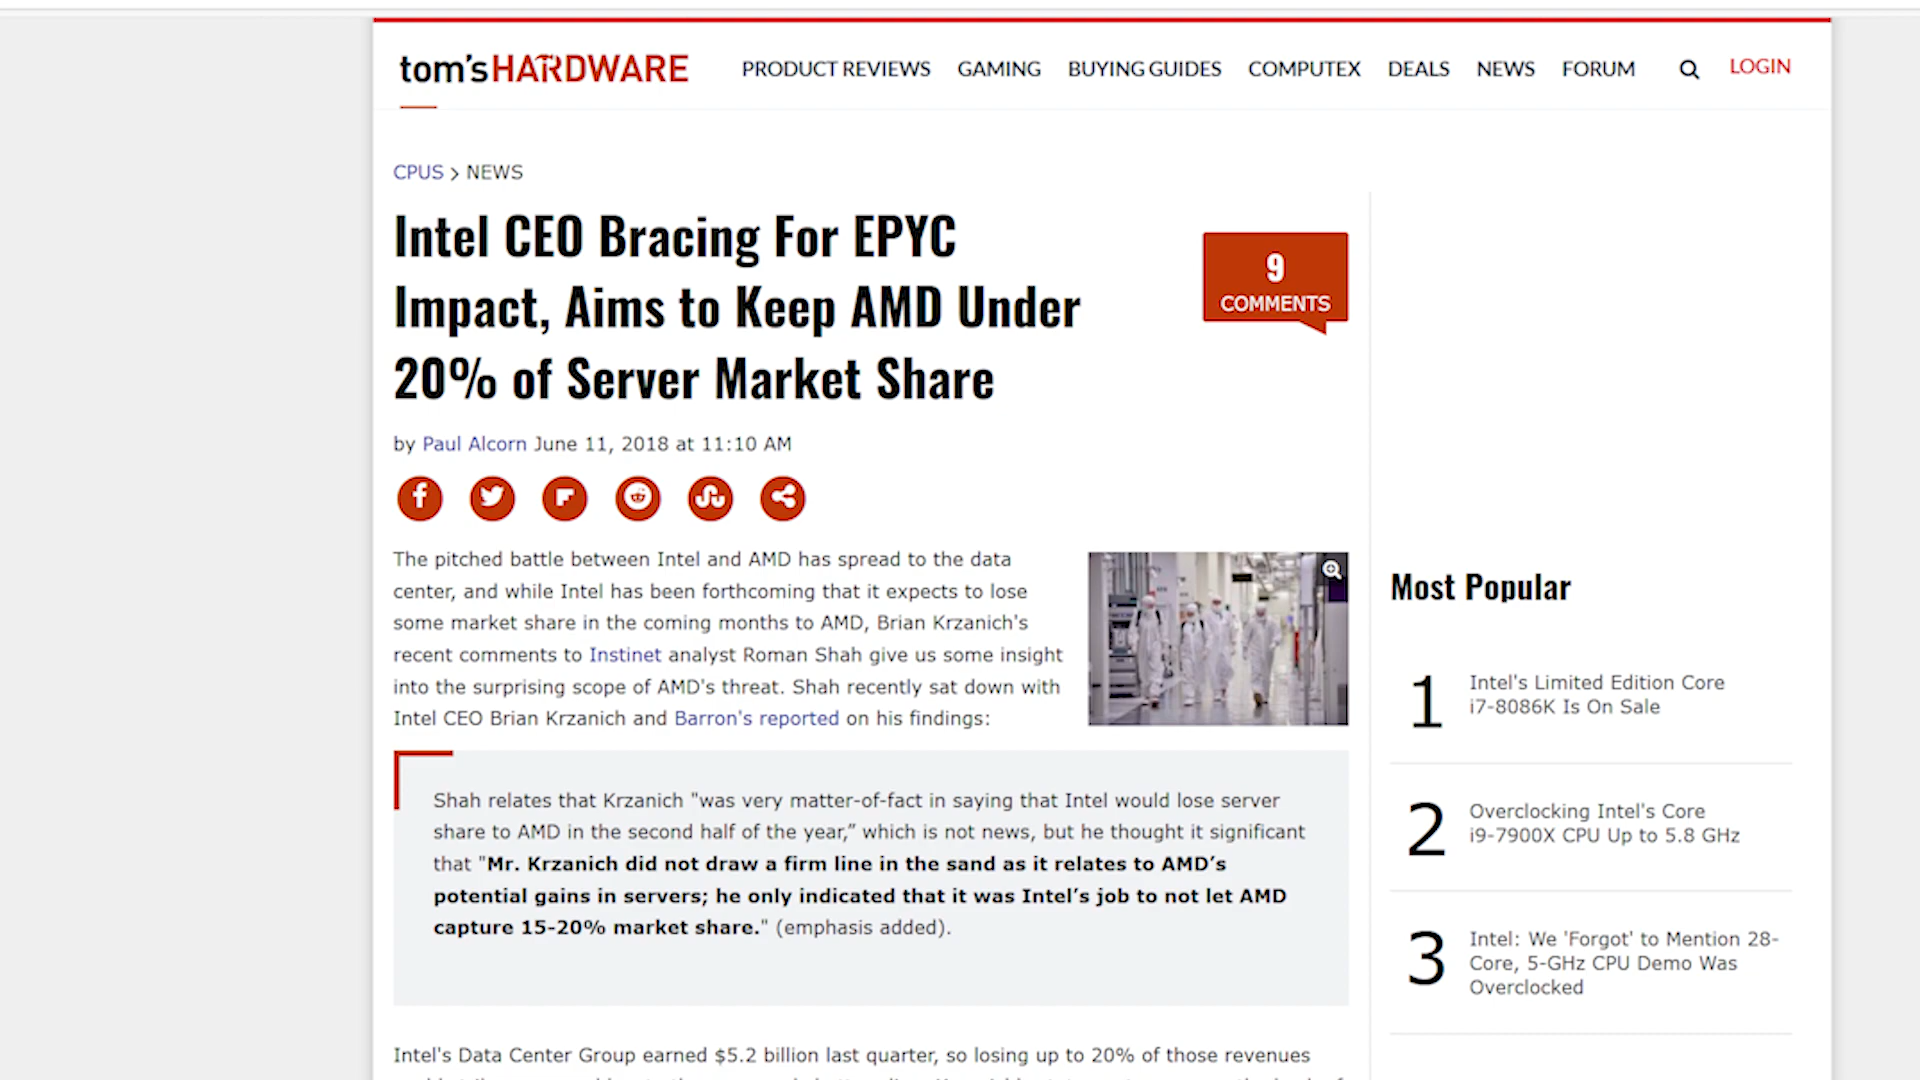 tom's HARDWARE
PRODUCT REVIEWS GAMING BUYING GUIDES COMPUTEX DEALS NEWS FORUM LOGIN
CPUS > NEWS
Intel CEO Bracing For EPYC
Impact, Aims to Keep AMD Under
20% of Server Market Share
9
COMMENTS
by Paul Alcorn June 11, 2018 at 11:10 AM
The pitched battle between Intel and AMD has spread to the data
center, and while Intel has been forthcoming that it expects to lose
some market share in the coming months to AMD, Brian Krzanich's
recent comments to Instinet analyst Roman Shah give us some insight
into the surprising scope of AMD's threat. Shah recently sat down with
Intel CEO Brian Krzanich and Barron's reported on his findings:
Shah relates that Krzanich "was very matter-of-fact in saying that Intel would lose server
share to AMD in the second half of the year,” which is not news, but he thought it significant
that "Mr. Krzanich did not draw a firm line in the sand as it relates to AMD’s
potential gains in servers; he only indicated that it was Intel’s job to not let AMD
capture 15-20% market share." (emphasis added).
Intel's Data Center Group earned $5.2 billion last quarter, so losing up to 20% of those revenues
Most Popular
1
Intel's Limited Edition Core
i7-8086K Is On Sale
2
Overclocking Intel's Core
i9-7900X CPU Up to 5.8 GHz
3
Intel: We 'Forgot' to Mention 28-
Core, 5-GHz CPU Demo Was
Overclocked